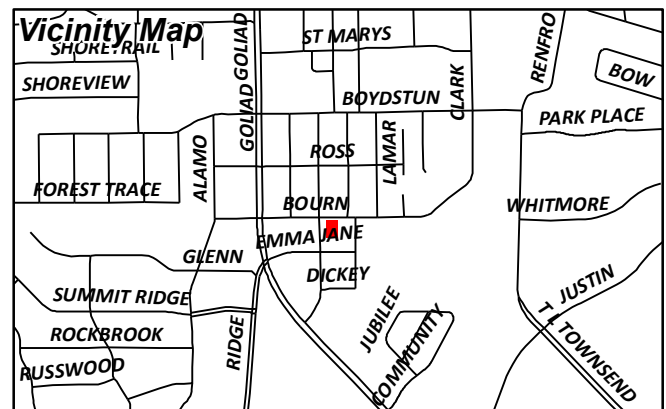 Vicinity Map
SHORE TRAIL
SHOREVIEW
GOLIAD
GOLIAD
ST MARYS
BOYDSTUN
CLARK
RENFRO
BOW
PARK PLACE
ALAMO
ROSS
LAMAR
FOREST TRACE
BOURN
WHITMORE
EMMA JANE
GLENN
DICKEY
SUMMIT RIDGE
JUBILEE
COMMUNITY
JUSTIN
T L TOWNSEND
ROCKBROOK
RIDGE
RUSSWOOD